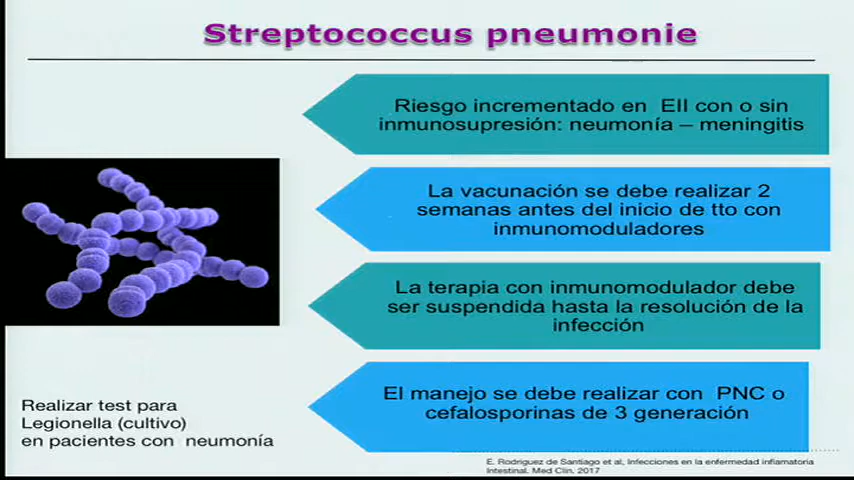 Streptococcus pneumonie
Riesgo incrementado en EII con o sin
inmunosupresión: neumonía – meningitis
La vacunación se debe realizar 2
semanas antes del inicio de tto con
inmunomoduladores
La terapia con inmunomodulador debe
ser suspendida hasta la resolución de la
infección
El manejo se debe realizar con PNC o
cefalosporinas de 3 generación
Realizar test para
Legionella (cultivo)
en pacientes con neumonía
E. Rodriguez de Santiago et al, Infecciones en la enfermedad inflamatoria
Intestinal. Med Clin. 2017